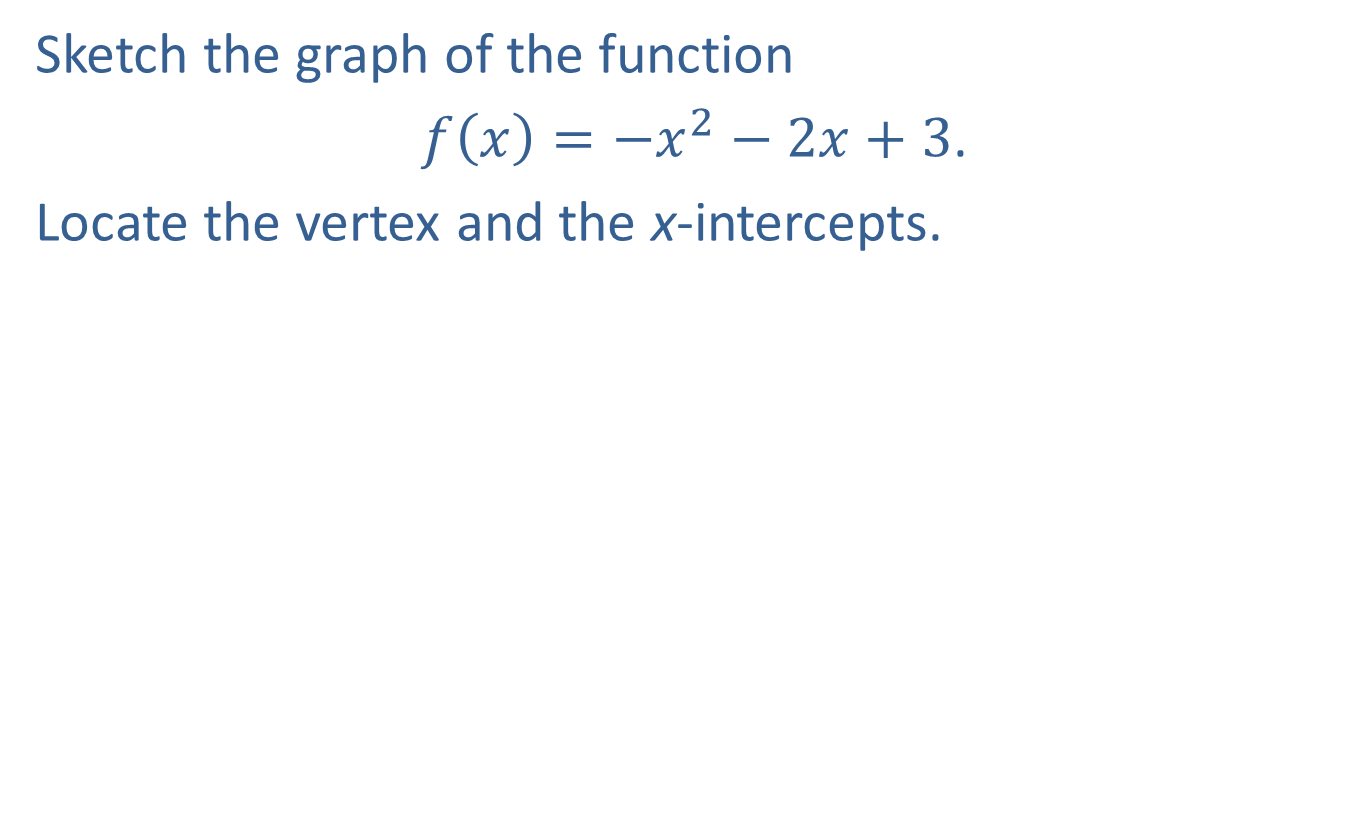 Sketch the graph of the function
f(x) = −x² − 2x + 3.
Locate the vertex and the x-intercepts.